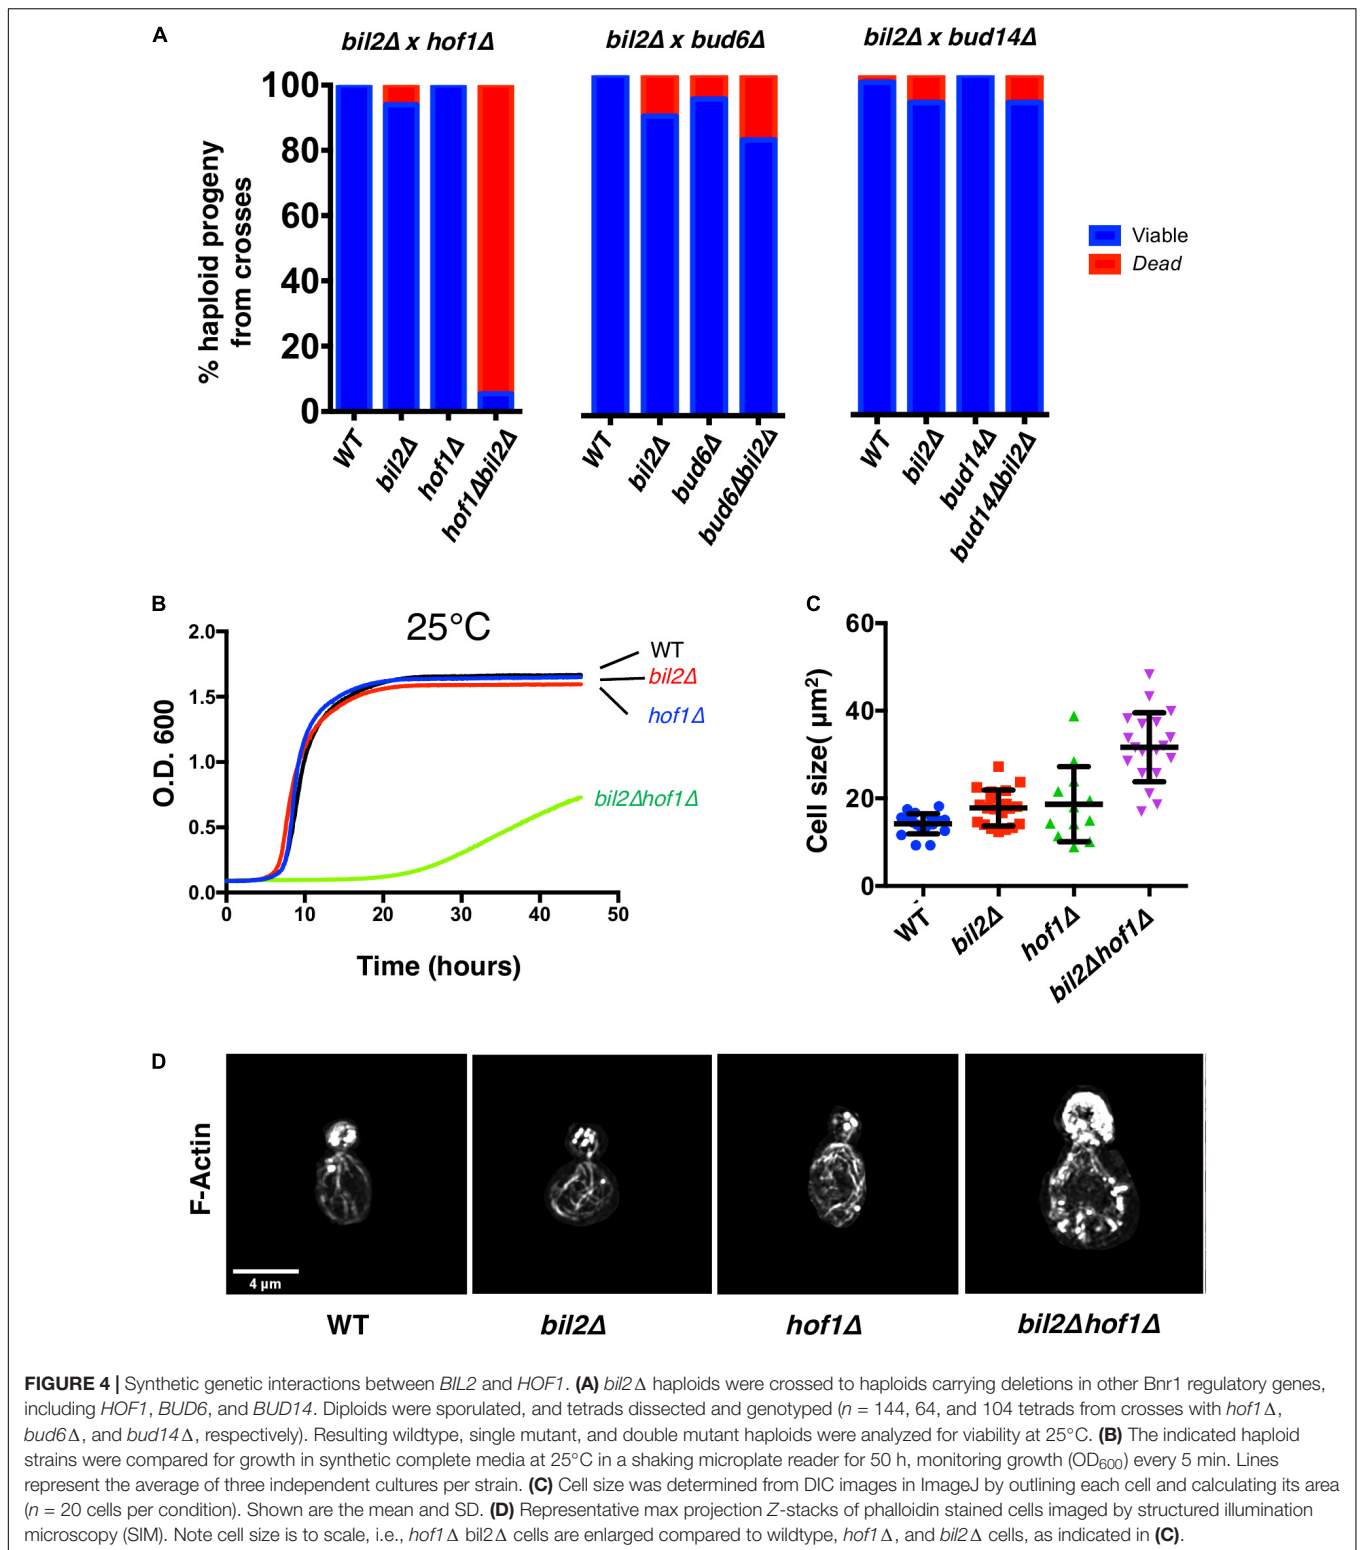 A
bil2Δ x hof1Δ
bil2Δ x bud6Δ
bil2Δ x bud14Δ
% haploid progeny
from crosses
100
80
60
40
20
0
WT
bil2Δ
hof1Δ
hof1Δbil2Δ
WT
bil2Δ
bud6Δ
bud6Δbil2Δ
WT
bil2Δ
bud14Δ
bud14Δbil2Δ
Viable
Dead
B
25°C
O.D. 600
2.0
1.5
1.0
0.5
0.0
0 10 20 30 40 50
Time (hours)
WT
bil2Δ
hof1Δ
bil2Δhof1Δ
C
Cell size( µm²)
60
40
20
0
WT
bil2Δ
hof1Δ
bil2Δhof1Δ
D
F-Actin
4 µm
WT
bil2Δ
hof1Δ
bil2Δhof1Δ
FIGURE 4 | Synthetic genetic interactions between BIL2 and HOF1. (A) bil2Δ haploids were crossed to haploids carrying deletions in other Bnr1 regulatory genes,
including HOF1, BUD6, and BUD14. Diploids were sporulated, and tetrads dissected and genotyped (n = 144, 64, and 104 tetrads from crosses with hof1Δ,
bud6Δ, and bud14Δ, respectively). Resulting wildtype, single mutant, and double mutant haploids were analyzed for viability at 25°C. (B) The indicated haploid
strains were compared for growth in synthetic complete media at 25°C in a shaking microplate reader for 50 h, monitoring growth (OD₆₀₀) every 5 min. Lines
represent the average of three independent cultures per strain. (C) Cell size was determined from DIC images in ImageJ by outlining each cell and calculating its area
(n = 20 cells per condition). Shown are the mean and SD. (D) Representative max projection Z-stacks of phalloidin stained cells imaged by structured illumination
microscopy (SIM). Note cell size is to scale, i.e., hof1Δ bil2Δ cells are enlarged compared to wildtype, hof1Δ, and bil2Δ cells, as indicated in (C).